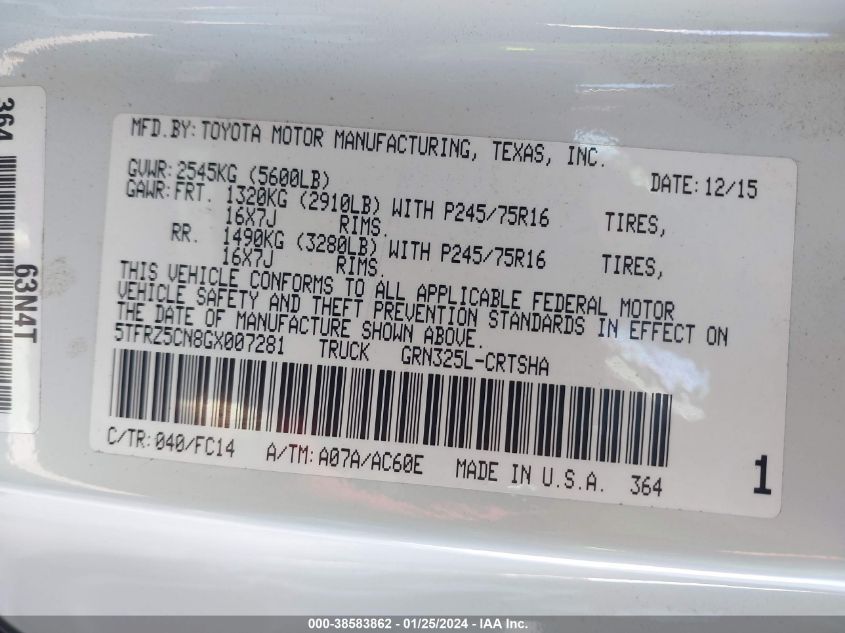 MFD.BY:TOYOTA MOTOR MANUFACTURING, TEXAS, INC.
GVWR:2545KG (5600LB) DATE:12/15
GAWR:FRT. 1320KG (2910LB) WITH P245/75R16 TIRES,
16X7J RIMS.
RR. 1490KG (3280LB) WITH P245/75R16 TIRES,
16X7J RIMS.
THIS VEHICLE CONFORMS TO ALL APPLICABLE FEDERAL MOTOR
VEHICLE SAFETY AND THEFT PREVENTION STANDARDS IN EFFECT ON
THE DATE OF MANUFACTURE SHOWN ABOVE.
5TFRZ5CN8GX007281 TRUCK GRN325L-CRTSHA
C/TR:040/FC14 A/TM:A07A/AC60E MADE IN U.S.A. 364
1
364
63N4T
000-38583862 - 01/25/2024 - IAA Inc.